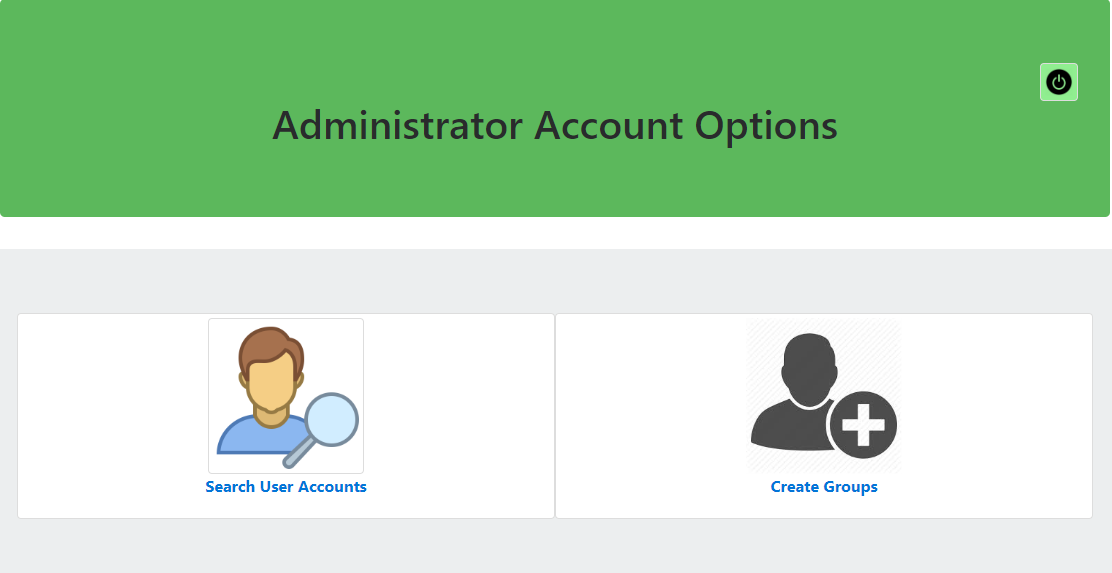 Administrator Account Options
Search User Accounts
Create Groups